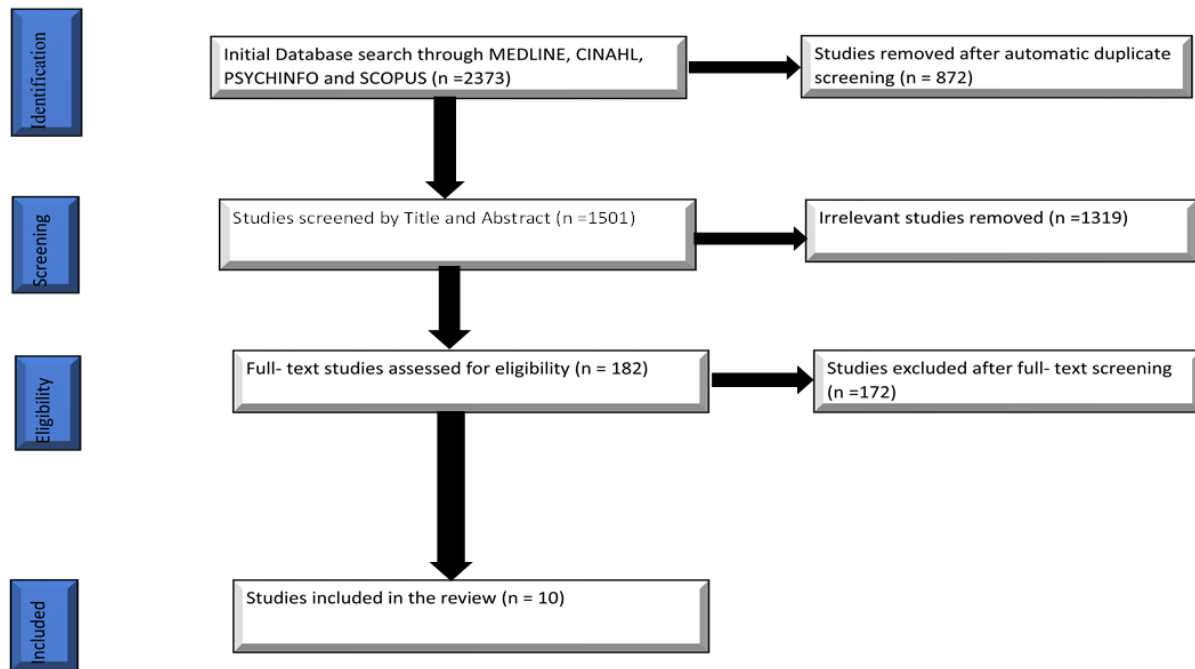 Identification
Initial Database search through MEDLINE, CINAHL,
PSYCHINFO and SCOPUS (n =2373)
Studies removed after automatic duplicate
screening (n = 872)
Screening
Studies screened by Title and Abstract (n =1501)
Irrelevant studies removed (n =1319)
Eligibility
Full- text studies assessed for eligibility (n = 182)
Studies excluded after full- text screening
(n =172)
Included
Studies included in the review (n = 10)